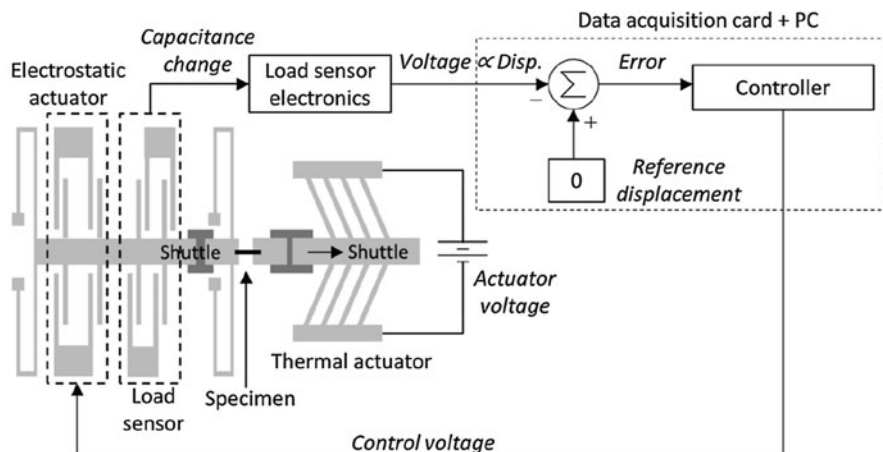 Data acquisition card + PC
Capacitance
change
Electrostatic
actuator
Load sensor
electronics
Voltage ∝ Disp.
−
Σ
+
Error
Controller
0
Reference
displacement
Shuttle
Shuttle
Actuator
voltage
Thermal actuator
Load
sensor
Specimen
Control voltage